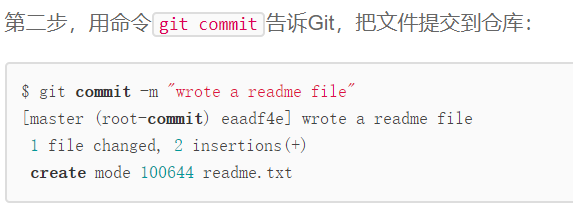 第二步，用命令git commit告诉Git，把文件提交到仓库：
$ git commit -m "wrote a readme file"
[master (root-commit) eaadf4e] wrote a readme file
 1 file changed, 2 insertions(+)
 create mode 100644 readme.txt